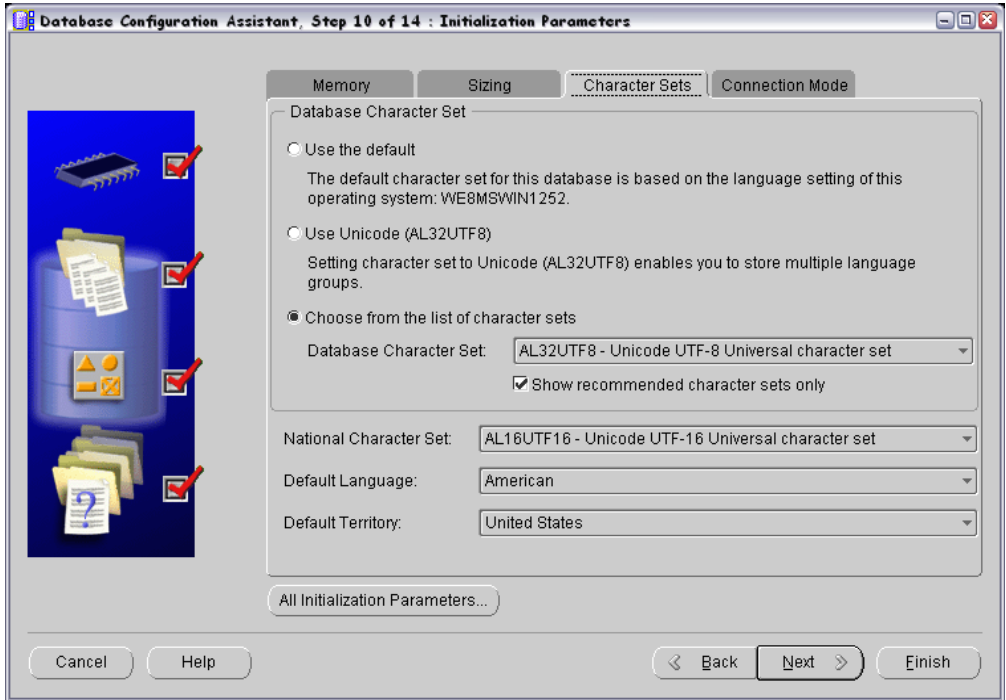 Database Configuration Assistant, Step 10 of 14 : Initialization Parameters
Memory
Sizing
Character Sets
Connection Mode
Database Character Set
Use the default
The default character set for this database is based on the language setting of this
operating system: WE8MSWIN1252.
Use Unicode (AL32UTF8)
Setting character set to Unicode (AL32UTF8) enables you to store multiple language
groups.
Choose from the list of character sets
Database Character Set:
AL32UTF8 - Unicode UTF-8 Universal character set
Show recommended character sets only
National Character Set:
AL16UTF16 - Unicode UTF-16 Universal character set
Default Language:
American
Default Territory:
United States
?
All Initialization Parameters...
Cancel
Help
Back
Next
Finish